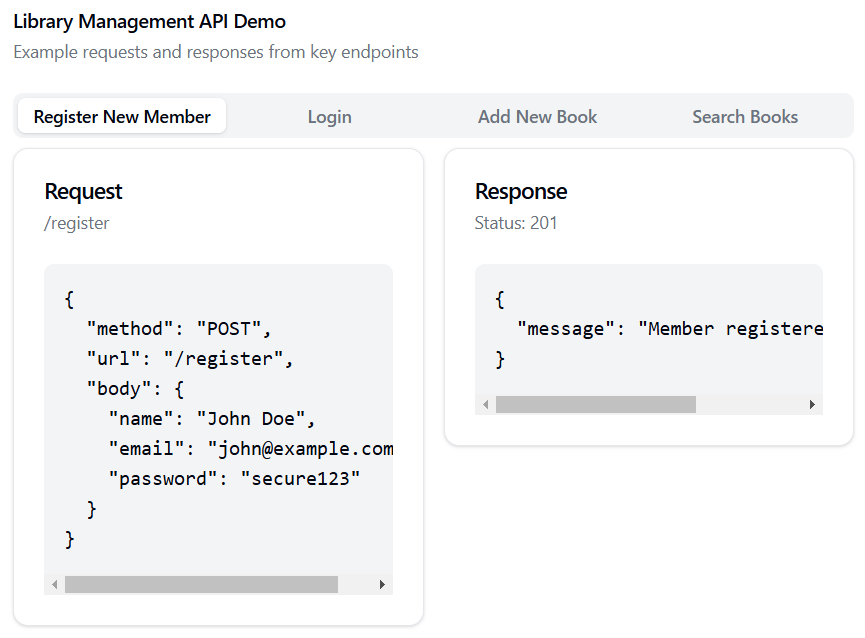 Library Management API Demo
Example requests and responses from key endpoints
Register New Member
Login
Add New Book
Search Books
Request
/register
{
  "method": "POST",
  "url": "/register",
  "body": {
    "name": "John Doe",
    "email": "john@example.com
    "password": "secure123"
  }
}
Response
Status: 201
{
  "message": "Member registere
}